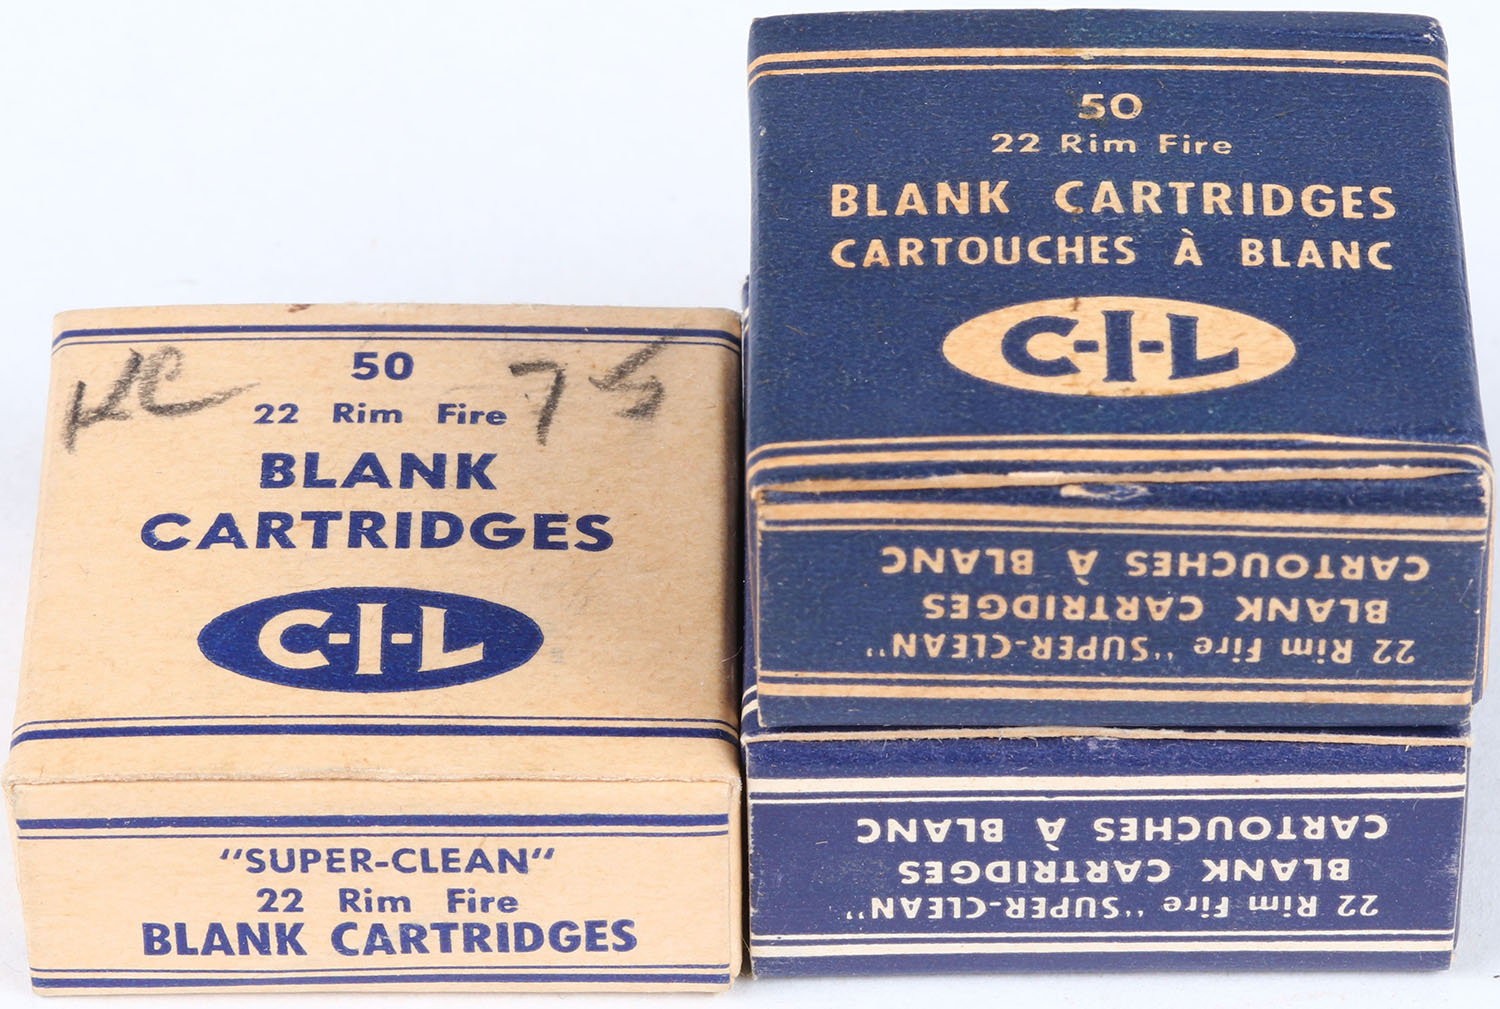 50
22 Rim Fire
BLANK
CARTRIDGES
C-I-L
"SUPER-CLEAN"
22 Rim Fire
BLANK CARTRIDGES
50
22 Rim Fire
BLANK CARTRIDGES
CARTOUCHES À BLANC
C-I-L
22 Rim Fire "SUPER-CLEAN"
BLANK CARTRIDGES
CARTOUCHES À BLANC
22 Rim Fire "SUPER-CLEAN"
BLANK CARTRIDGES
CARTOUCHES À BLANC